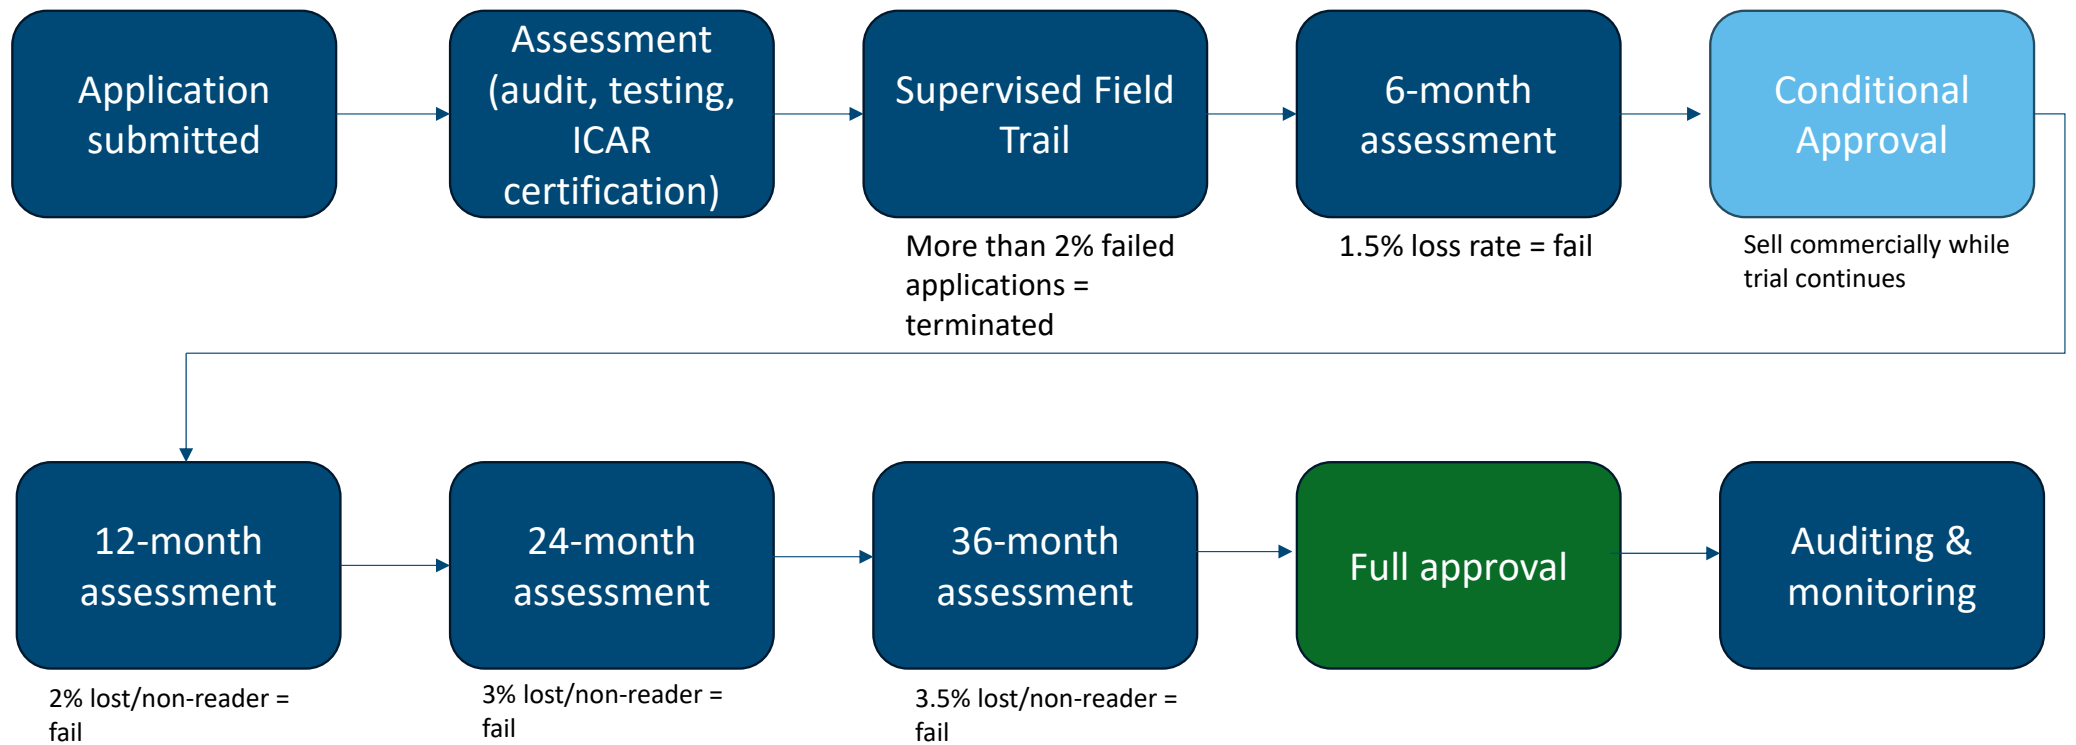 Application
submitted
Assessment
(audit, testing,
ICAR
certification)
Supervised Field
Trail
6-month
assessment
Conditional
Approval
More than 2% failed
applications =
terminated
1.5% loss rate = fail
Sell commercially while
trial continues
12-month
assessment
24-month
assessment
36-month
assessment
Full approval
Auditing &
monitoring
2% lost/non-reader =
fail
3% lost/non-reader =
fail
3.5% lost/non-reader =
fail